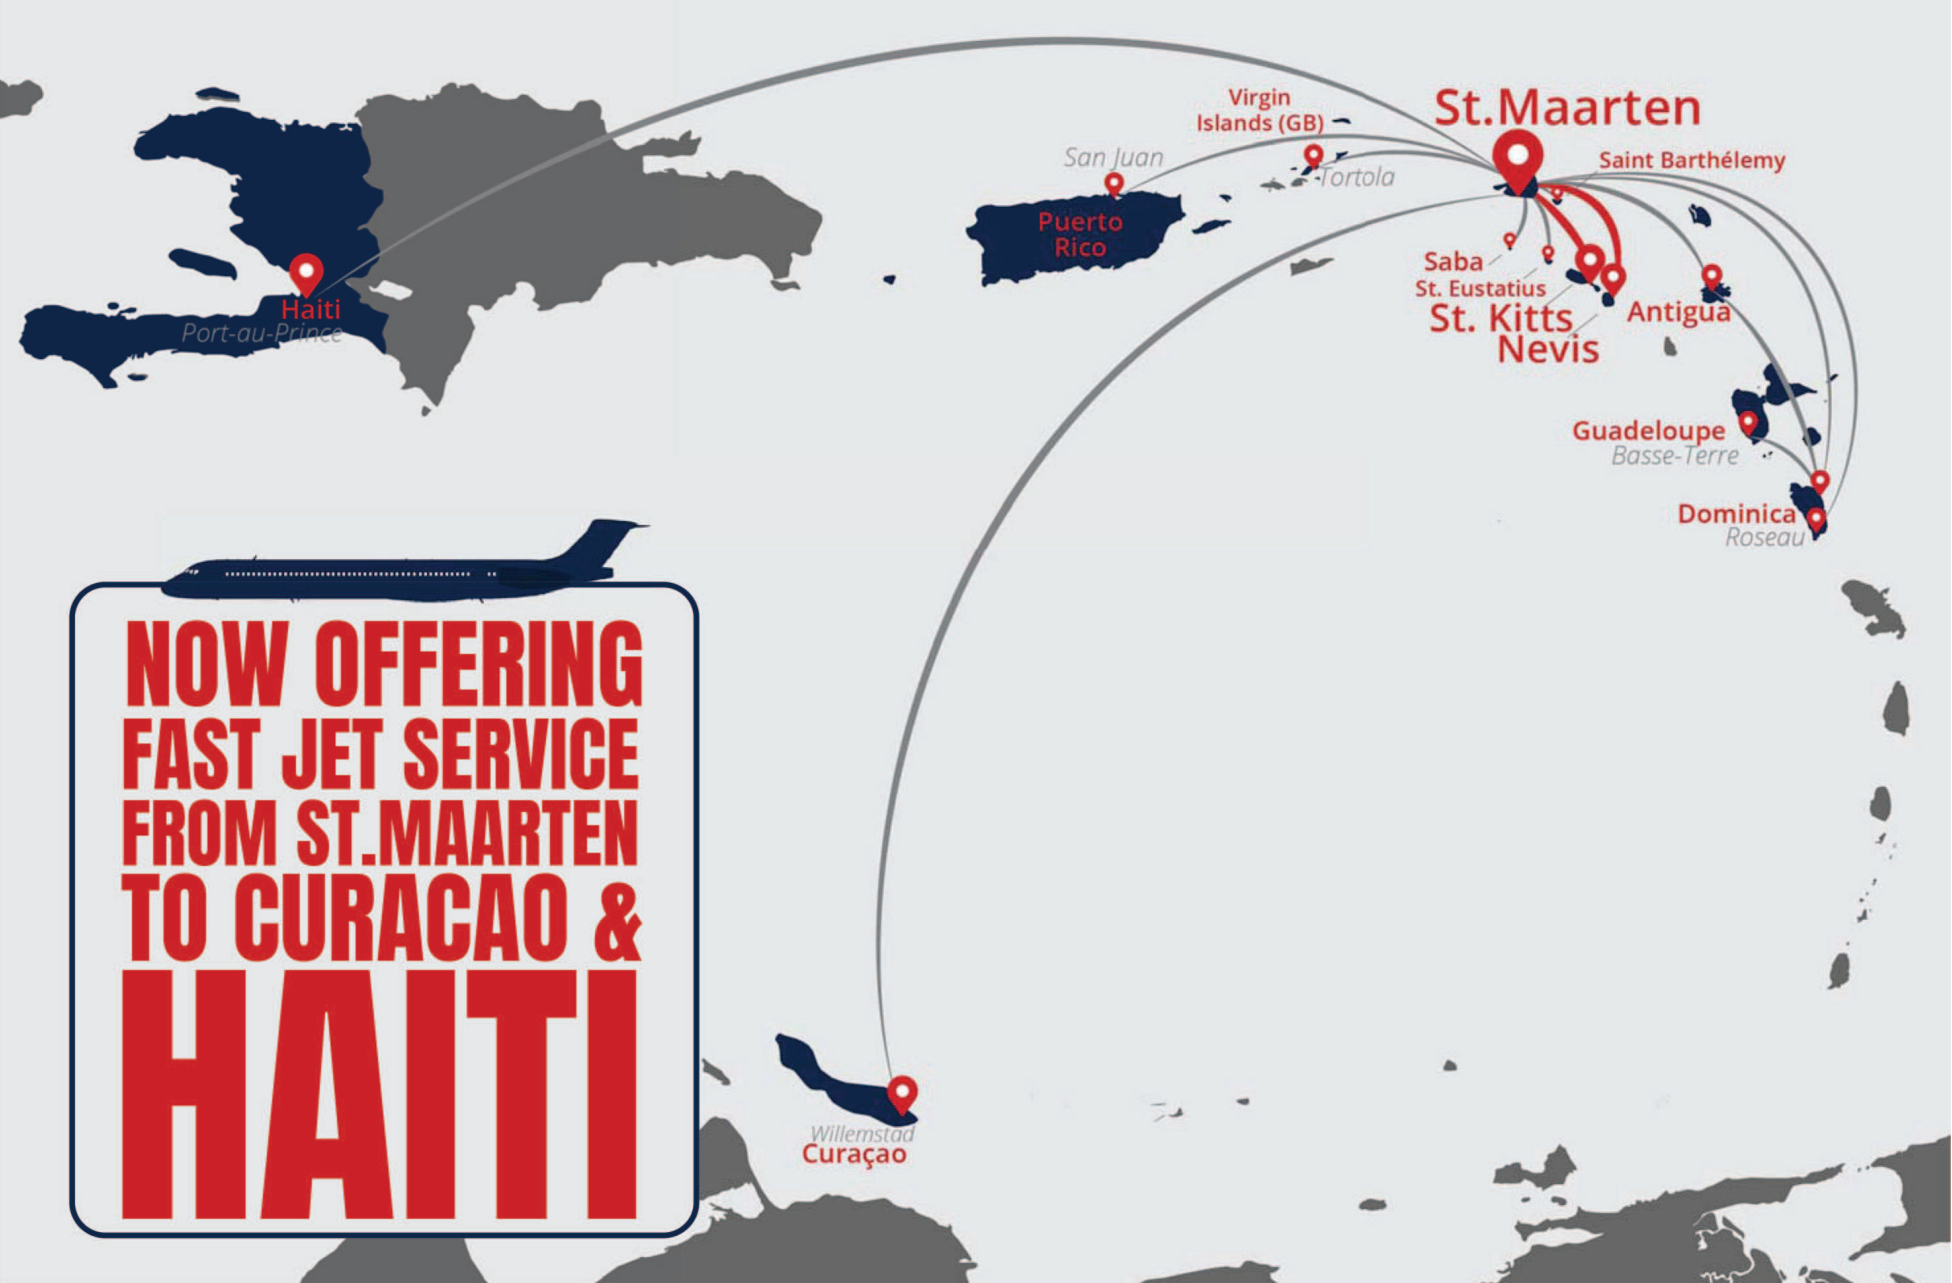 Virgin
Islands (GB)
St.Maarten
San Juan
Tortola
Saint Barthélemy
Puerto
Rico
Saba
St. Eustatius
St. Kitts
Nevis
Antigua
Haiti
Port-au-Prince
Guadeloupe
Basse-Terre
Dominica
Roseau
NOW OFFERING
FAST JET SERVICE
FROM ST.MAARTEN
TO CURACAO &
HAITI
Willemstad
Curaçao